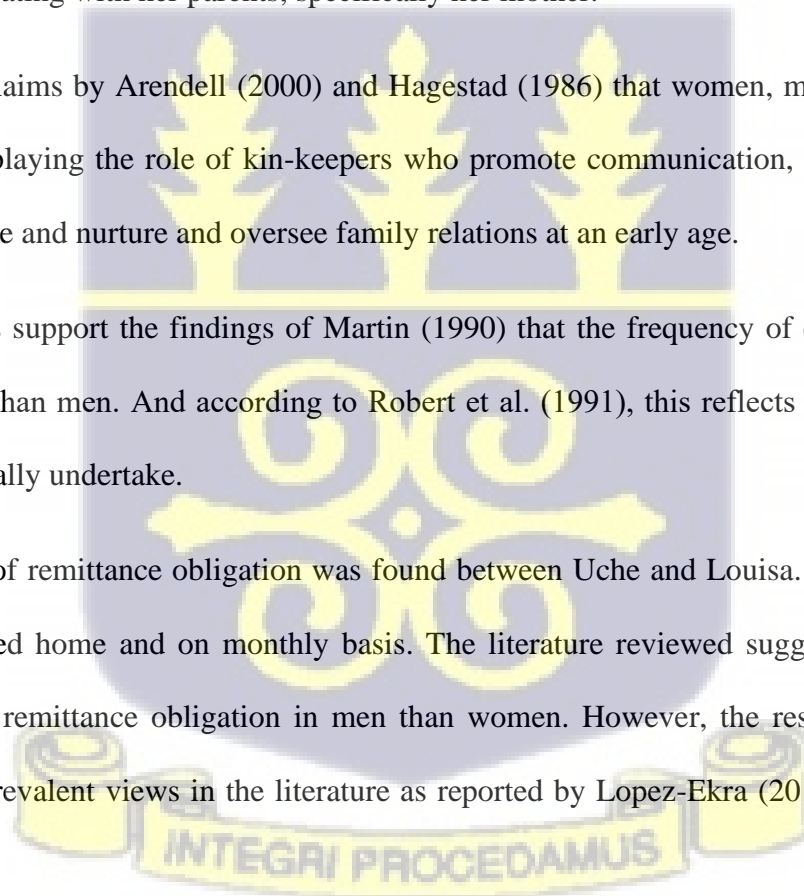 ating with her parents, specifically her mother.
laims by Arendell (2000) and Hagestad (1986) that women, m
playing the role of kin-keepers who promote communication,
e and nurture and oversee family relations at an early age.
s support the findings of Martin (1990) that the frequency of
than men. And according to Robert et al. (1991), this reflects
ally undertake.
of remittance obligation was found between Uche and Louisa.
ed home and on monthly basis. The literature reviewed sugg
remittance obligation in men than women. However, the res
revalent views in the literature as reported by Lopez-Ekra (20
INTEGRI PROCEDAMUS